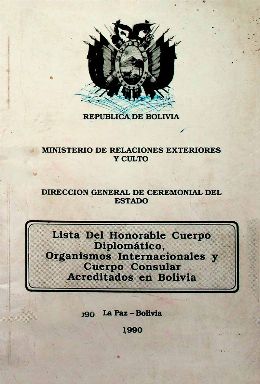 REPUBLICA DE BOLIVIA
MINISTERIO DE RELACIONES EXTERIORES
Y CULTO
DIRECCION GENERAL DE CEREMONIAL DEL
ESTADO
Lista Del Honorable Cuerpo
Diplomático,
Organismos Internacionales y
Cuerpo Consular
Acreditados en Bolivia
190 La Paz - Bolivia
1990